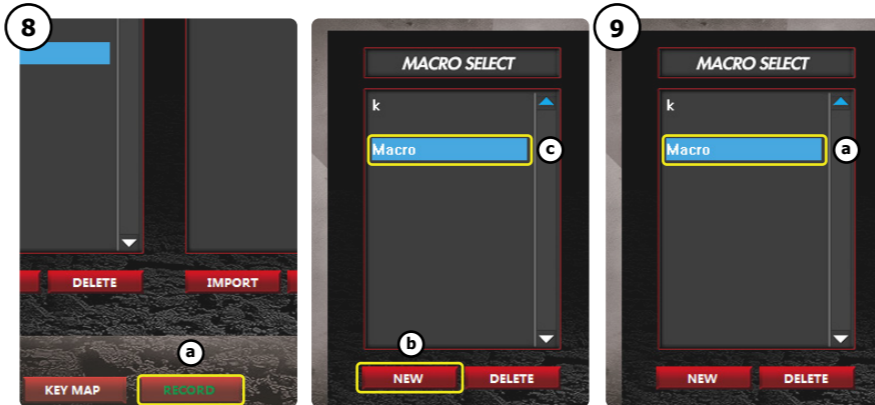 8
DELETE
IMPORT
a
KEY MAP
RECORD
MACRO SELECT
k
Macro
c
b
NEW
DELETE
9
MACRO SELECT
k
Macro
a
NEW
DELETE